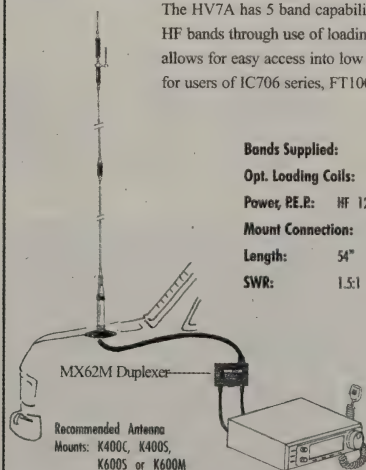 The HV7A has 5 band capabili
HF bands through use of loadin
allows for easy access into low
for users of IC706 series, FT100
Bands Supplied:
Opt. Loading Coils:
Power, P.E.P.: HF 12
Mount Connection:
Length: 54"
SWR: 1.5:1
MX62M Duplexer
Recommended Antenna
Mounts: K400C, K400S,
K600S or K600M